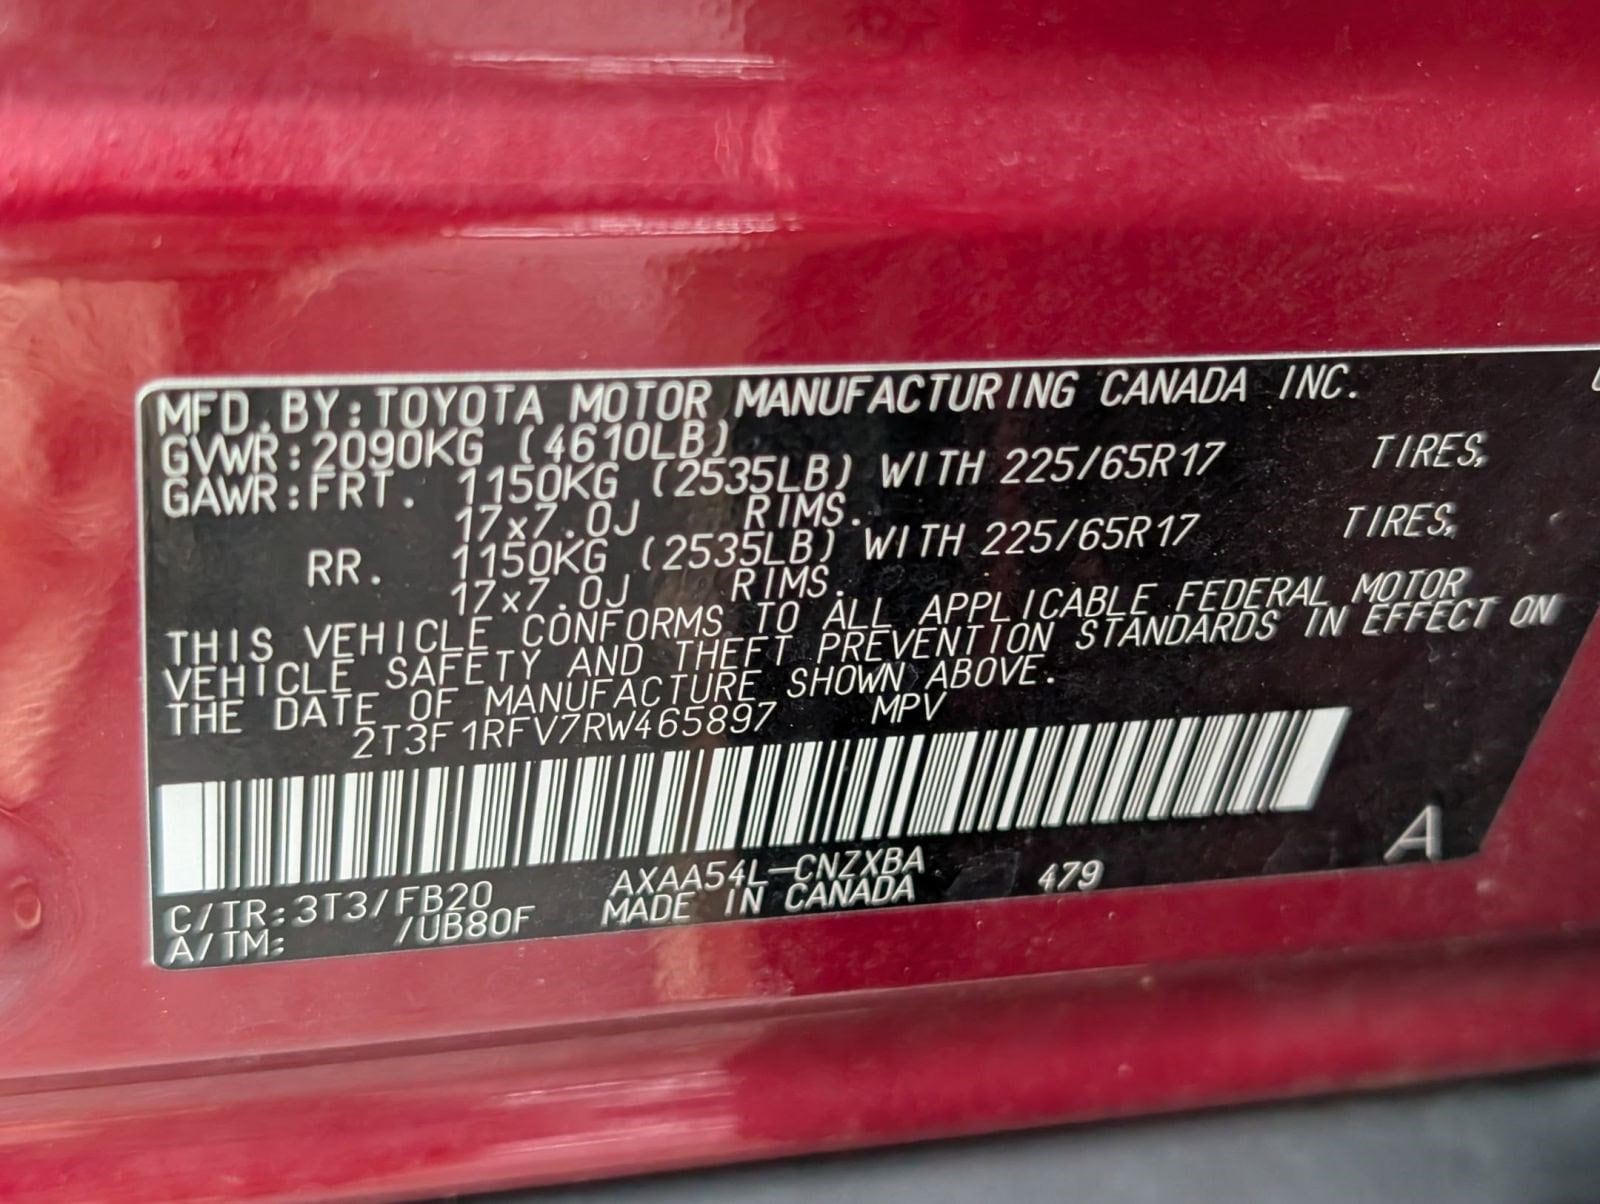 MFD.BY:TOYOTA MOTOR MANUFACTURING CANADA INC.
GVWR:2090KG (4610LB)
GAWR:FRT. 1150KG (2535LB) WITH 225/65R17 TIRES,
17x7.0J RIMS.
RR. 1150KG (2535LB) WITH 225/65R17 TIRES,
17x7.0J RIMS.
THIS VEHICLE CONFORMS TO ALL APPLICABLE FEDERAL MOTOR
VEHICLE SAFETY AND THEFT PREVENTION STANDARDS IN EFFECT ON
THE DATE OF MANUFACTURE SHOWN ABOVE.
2T3F1RFV7RW465897 MPV
A
AXAA54L-CNZXBA 479
C/TR:3T3/FB20 MADE IN CANADA
A/TM: /UB80F